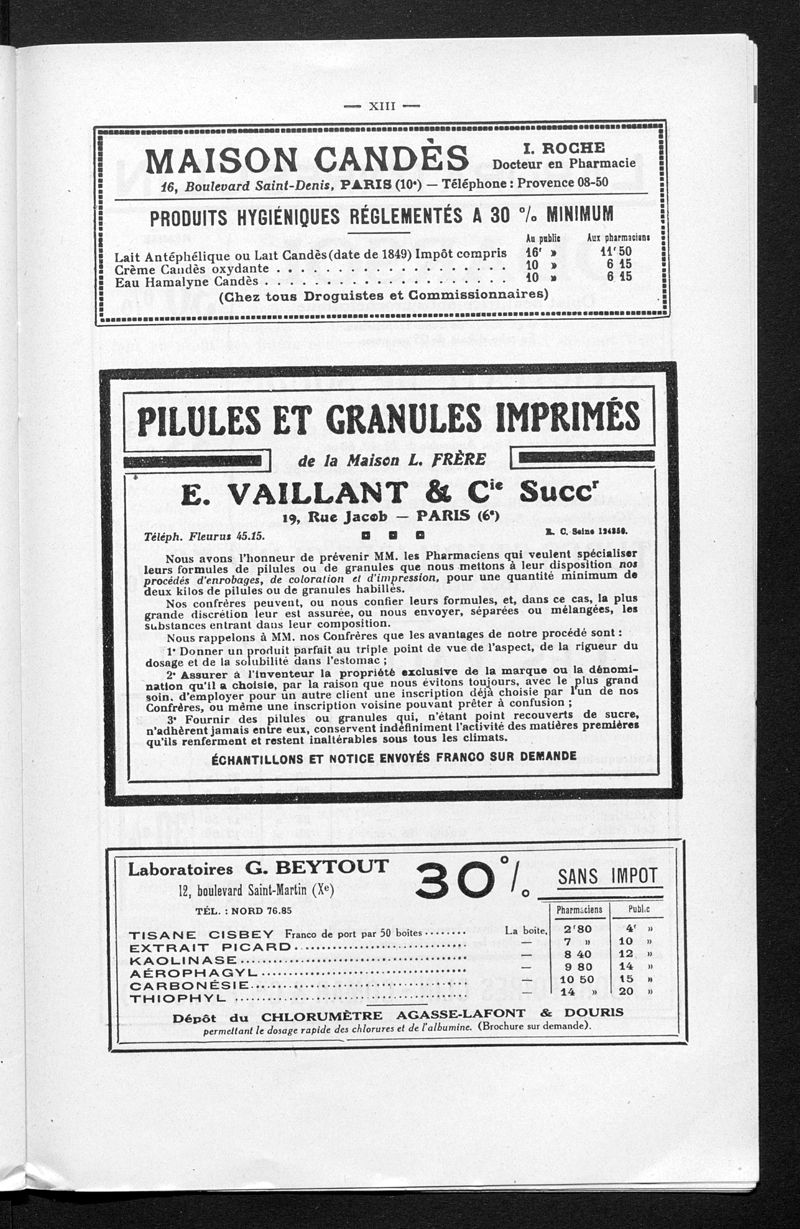 — XIII —
MAISON CANDÈS
I. ROCHE
Docteur en Pharmacie
16, Boulevard Saint-Denis, PARIS (10e) — Téléphone : Provence 08-50
PRODUITS HYGIÉNIQUES RÉGLEMENTÉS A 30 % MINIMUM
Au public Aux pharmaciens
Lait Antéphélique ou Lait Candès (date de 1849) Impôt compris 16f » 11f 50
Crème Candès oxydante . . . . . . . . . . . . . . . . . . . 10 » 6 15
Eau Hamalyne Candès . . . . . . . . . . . . . . . . . . . . 10 » 6 15
(Chez tous Droguistes et Commissionnaires)
PILULES ET GRANULES IMPRIMÉS
de la Maison L. FRÈRE
E. VAILLANT & Cie Succr
19, Rue Jacob — PARIS (6e)
Téléph. Fleurus 45.15. R. C. Seine
Nous avons l'honneur de prévenir MM. les Pharmaciens qui veulent spécialiser
leurs formules de pilules ou de granules que nous mettons à leur disposition nos
procédés d'enrobages, de coloration et d'impression, pour une quantité minimum de
deux kilos de pilules ou de granules habillés.
Nos confrères peuvent, ou nous confier leurs formules, et, dans ce cas, la plus
grande discrétion leur est assurée, ou nous envoyer, séparées ou mélangées, les
substances entrant dans leur composition.
Nous rappelons à MM. nos Confrères que les avantages de notre procédé sont :
1° Donner un produit parfait au triple point de vue de l'aspect, de la rigueur du
dosage et de la solubilité dans l'estomac ;
2° Assurer à l'inventeur la propriété exclusive de la marque ou la dénomi-
nation qu'il a choisie, par la raison que nous évitons toujours, avec le plus grand
soin, d'employer pour un autre client une inscription déjà choisie par l'un de nos
Confrères, ou même une inscription voisine pouvant prêter à confusion ;
3° Fournir des pilules ou granules qui, n'étant point recouverts de sucre,
n'adhèrent jamais entre eux, conservent indéfiniment l'activité des matières premières
qu'ils renferment et restent inaltérables sous tous les climats.
ÉCHANTILLONS ET NOTICE ENVOYÉS FRANCO SUR DEMANDE
Laboratoires G. BEYTOUT
12, boulevard Saint-Martin (Xe)
TÉL. : NORD 76.85
30 %
SANS IMPOT
Pharmaciens Public
TISANE CISBEY Franco de port par 50 boîtes ........ La boîte. 2f 80 4f »
EXTRAIT PICARD ........ — 7 » 10 »
KAOLINASE ........ — 8 40 12 »
AÉROPHAGYL ........ — 9 80 14 »
CARBONÉSIE ........ — 10 50 15 »
THIOPHYL ........ — 14 » 20 »
Dépôt du CHLORUMÈTRE AGASSE-LAFONT & DOURIS
permettant le dosage rapide des chlorures et de l'albumine. (Brochure sur demande).